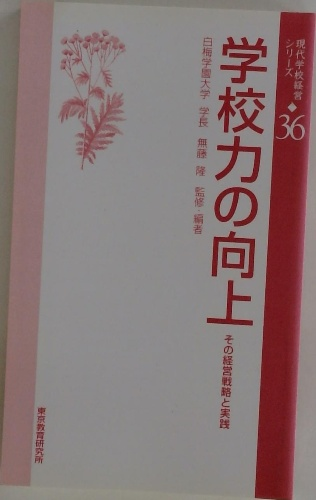 現代学校経営
シリーズ◆36
学校力の向上
その経営戦略と実践
白梅学園大学 学長 無藤 隆 監修・編著
東京教育研究所